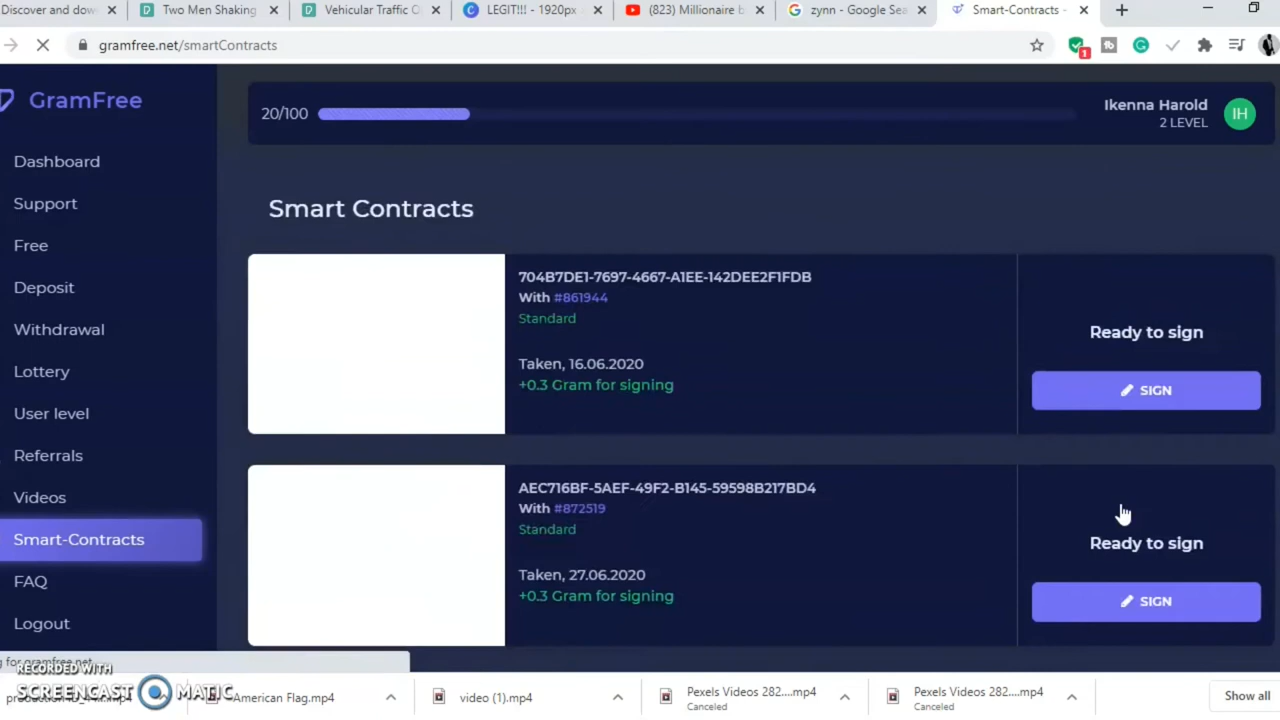 Discover and dow
Two Men Shaking
Vehicular Traffic O
LEGIT!!! - 1920px
(823) Millionaire b
zynn - Google Sea
Smart-Contracts -
gramfree.net/smartContracts
1
GramFree
20/100
Ikenna Harold
2 LEVEL
IH
Dashboard
Support
Free
Deposit
Withdrawal
Lottery
User level
Referrals
Videos
Smart-Contracts
FAQ
Logout
Smart Contracts
704B7DE1-7697-4667-A1EE-142DEE2F1FDB
With #861944
Standard
Taken, 16.06.2020
+0.3 Gram for signing
Ready to sign
SIGN
AEC716BF-5AEF-49F2-B145-59598B217BD4
With #872519
Standard
Taken, 27.06.2020
+0.3 Gram for signing
Ready to sign
SIGN
g for gramfree.net
RECORDED WITH
SCREENCAST MATIC
American Flag.mp4
video (1).mp4
Pexels Videos 282....mp4
Canceled
Pexels Videos 282....mp4
Canceled
Show all